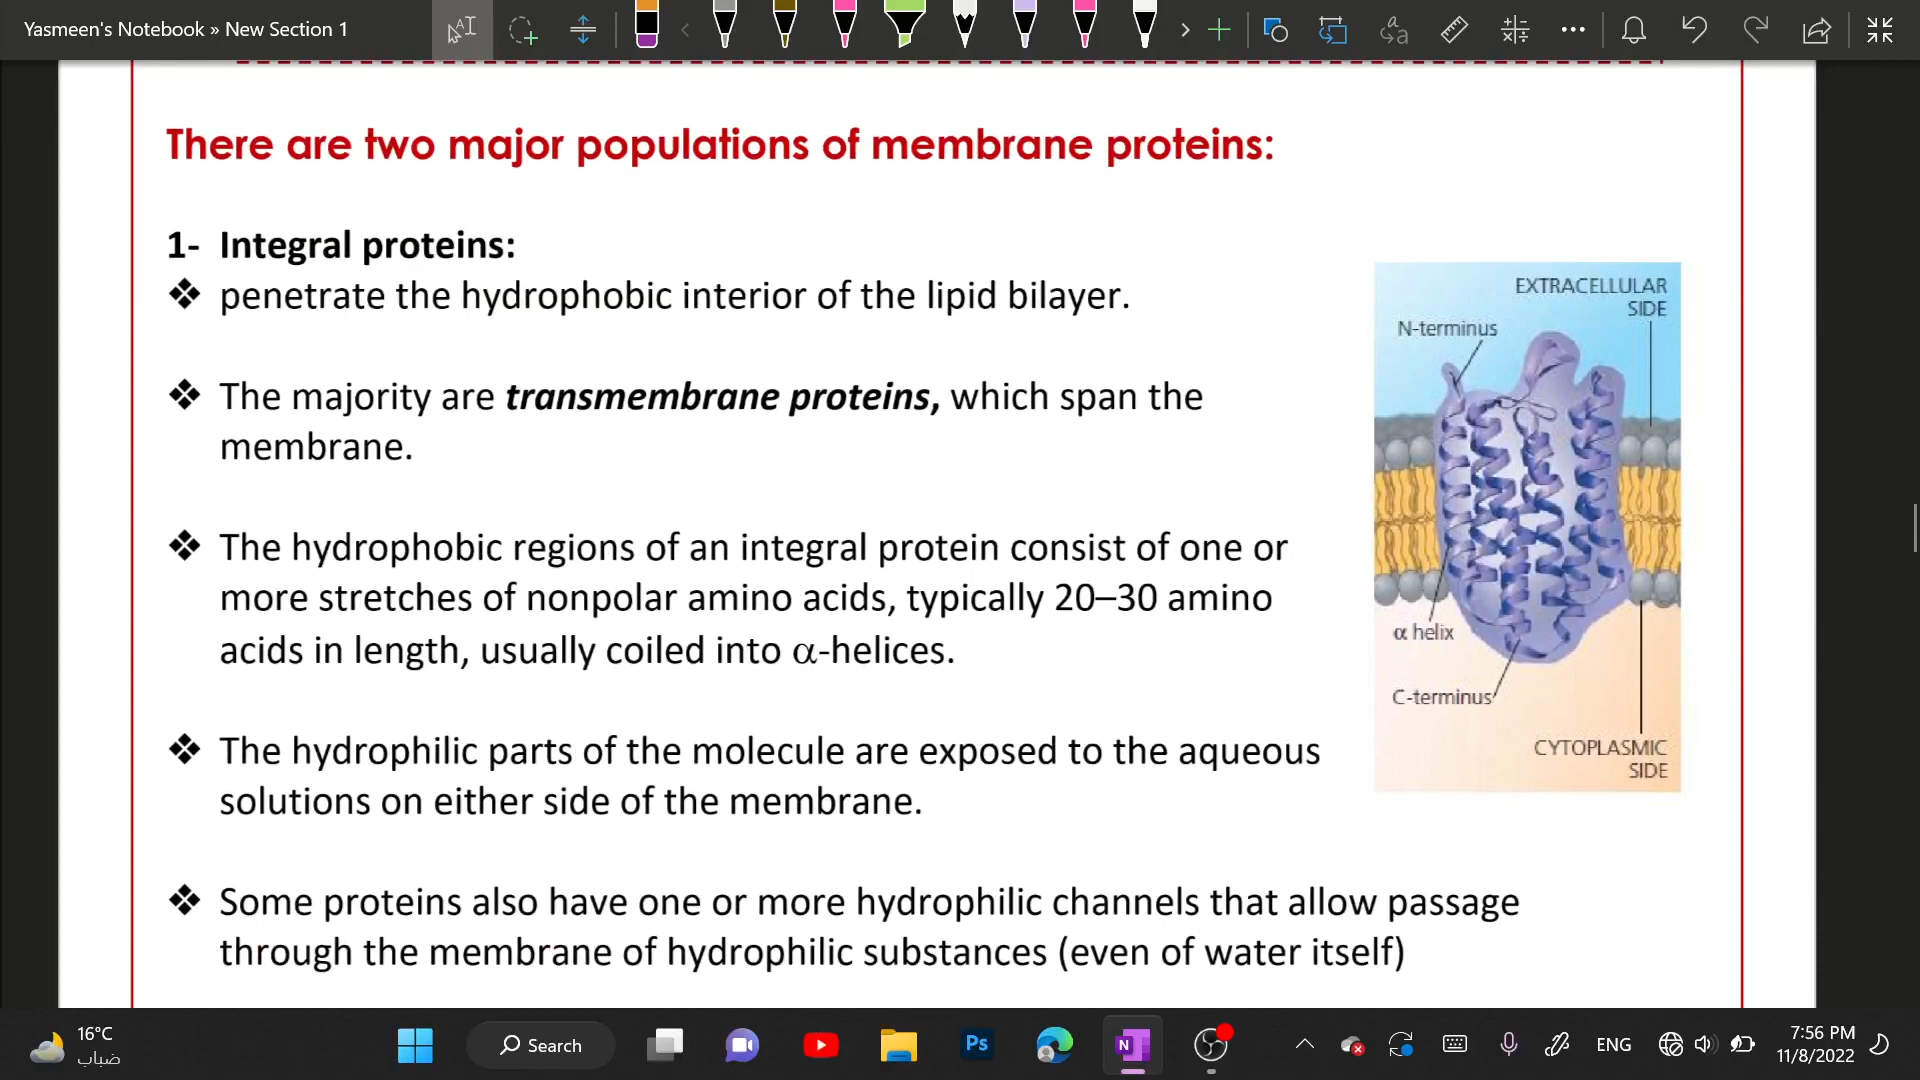 Yasmeen's Notebook » New Section 1
There are two major populations of membrane proteins:
1- Integral proteins:
❖ penetrate the hydrophobic interior of the lipid bilayer.
❖ The majority are transmembrane proteins, which span the
membrane.
❖ The hydrophobic regions of an integral protein consist of one or
more stretches of nonpolar amino acids, typically 20–30 amino
acids in length, usually coiled into α-helices.
❖ The hydrophilic parts of the molecule are exposed to the aqueous
solutions on either side of the membrane.
❖ Some proteins also have one or more hydrophilic channels that allow passage
through the membrane of hydrophilic substances (even of water itself)
EXTRACELLULAR
SIDE
N-terminus
α helix
C-terminus
CYTOPLASMIC
SIDE
16°C
ضباب
Search
Ps
N
ENG
7:56 PM
11/8/2022